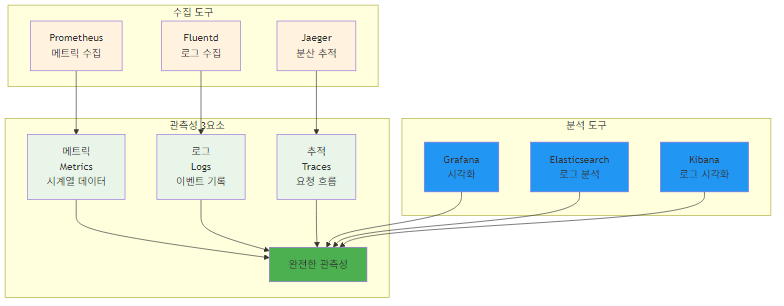 수집 도구
Prometheus
메트릭 수집
Fluentd
로그 수집
Jaeger
분산 추적
관측성 3요소
메트릭
Metrics
시계열 데이터
로그
Logs
이벤트 기록
추적
Traces
요청 흐름
분석 도구
Grafana
시각화
Elasticsearch
로그 분석
Kibana
로그 시각화
완전한 관측성